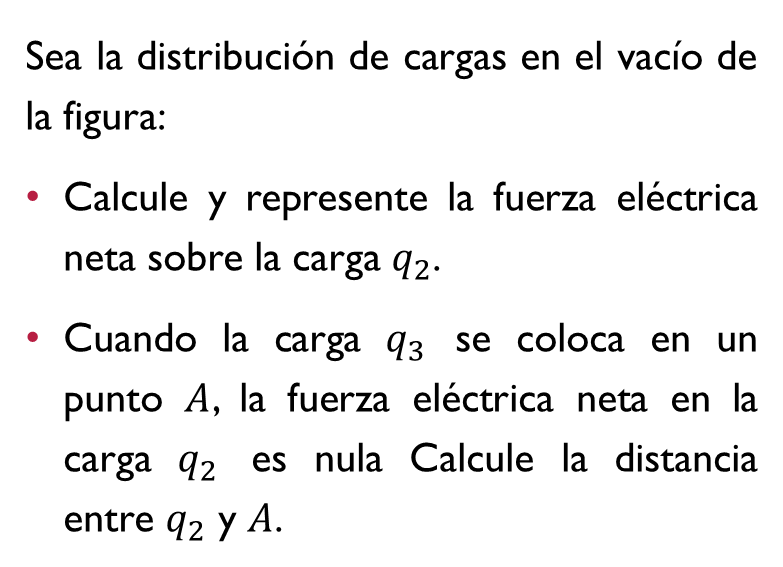 Sea la distribución de cargas en el vacío de
la figura:
• Calcule y represente la fuerza eléctrica
neta sobre la carga q₂.
• Cuando la carga q₃ se coloca en un
punto A, la fuerza eléctrica neta en la
carga q₂ es nula Calcule la distancia
entre q₂ y A.